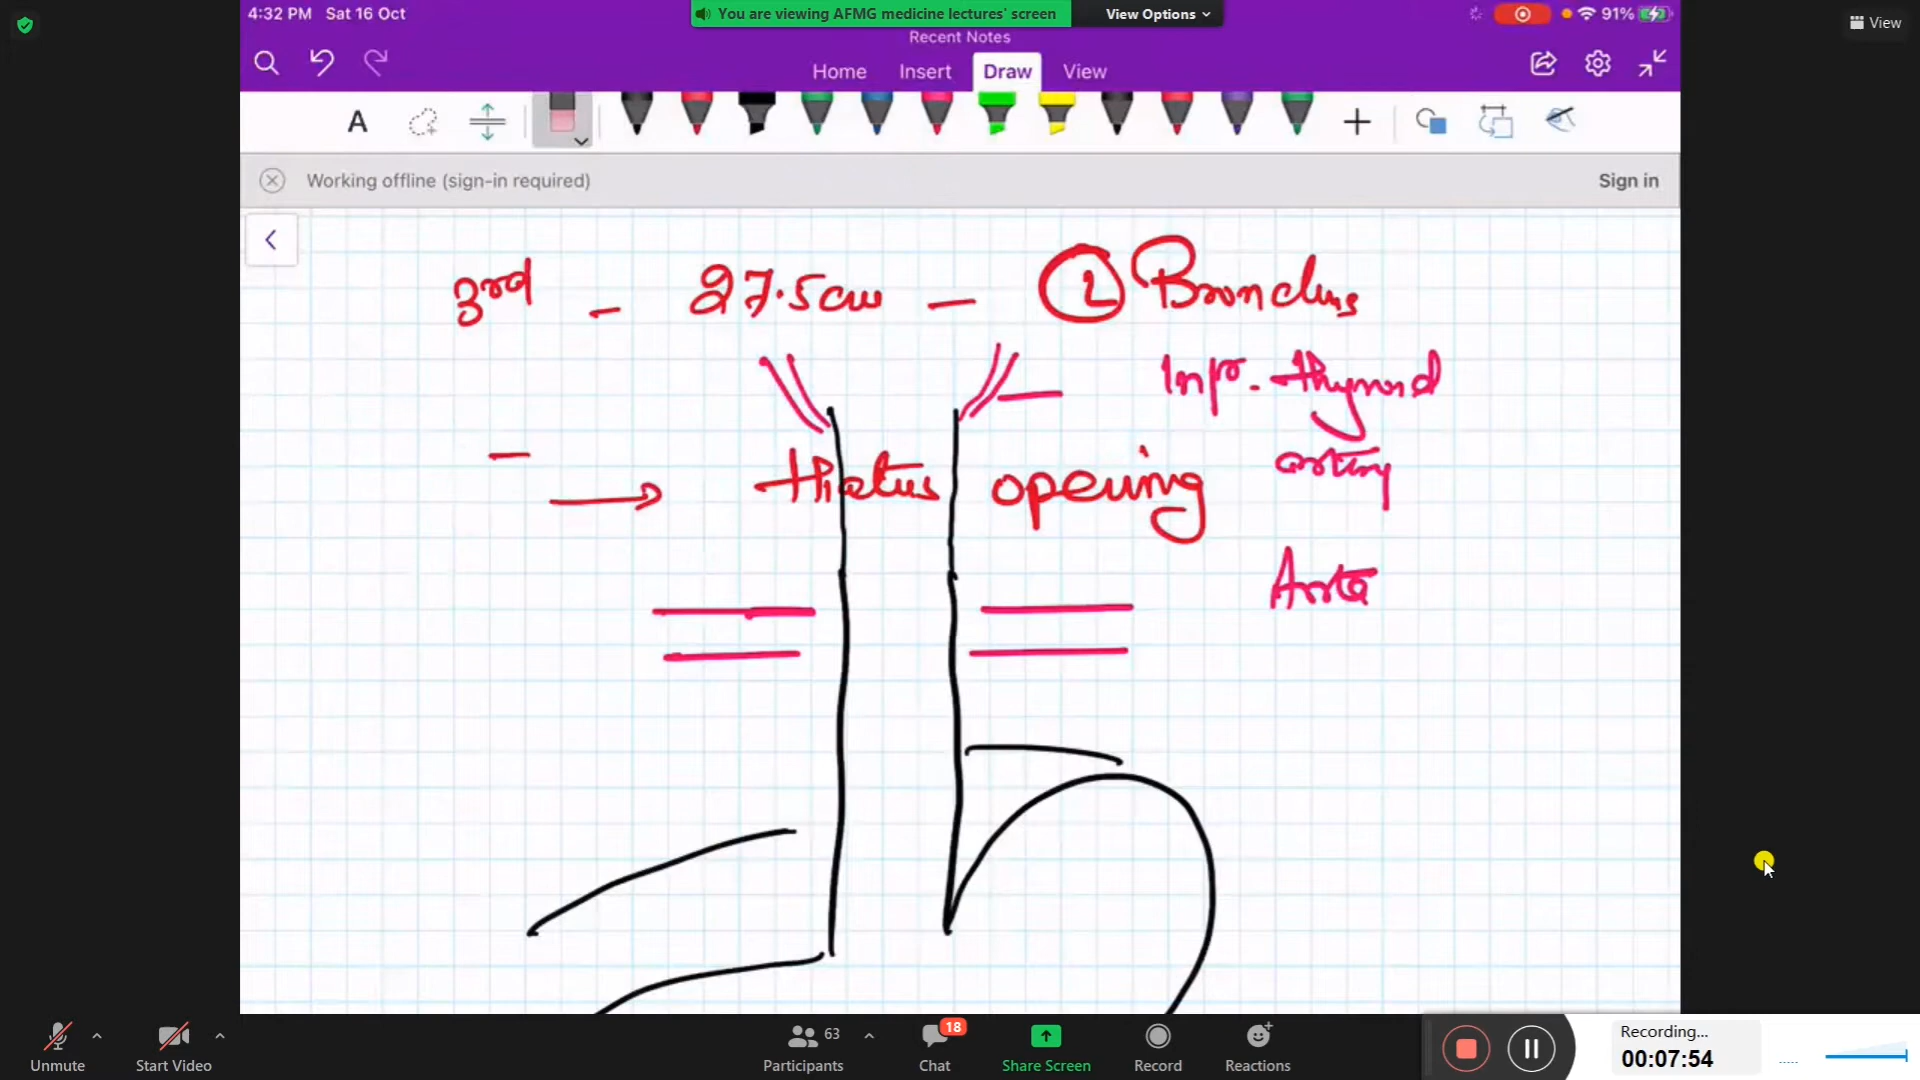 4:32 PM Sat 16 Oct
You are viewing AFMG medicine lectures' screen
View Options
91%
View
Recent Notes
Home Insert Draw View
A
Working offline (sign-in required)
Sign in
3rd - 27.5cm - L Bronchus
Infr. thyroid
artery
→ Hiatus opening
Aorta
Unmute
Start Video
63
Participants
18
Chat
Share Screen
Record
Reactions
Recording...
00:07:54